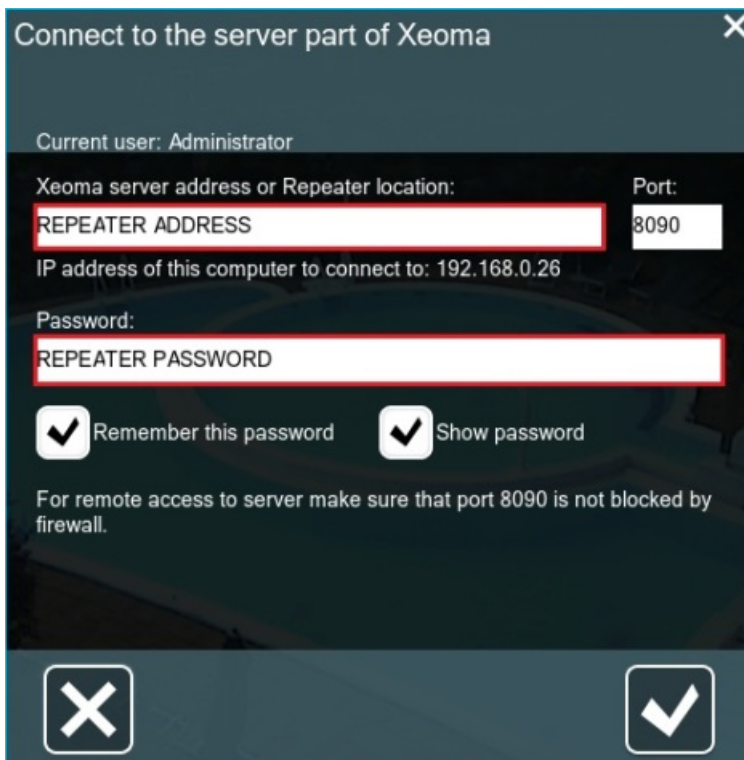 Connect to the server part of Xeoma
Current user: Administrator
Xeoma server address or Repeater location: Port:
REPEATER ADDRESS 8090
IP address of this computer to connect to: 192.168.0.26
Password:
REPEATER PASSWORD
Remember this password Show password
For remote access to server make sure that port 8090 is not blocked by
firewall.